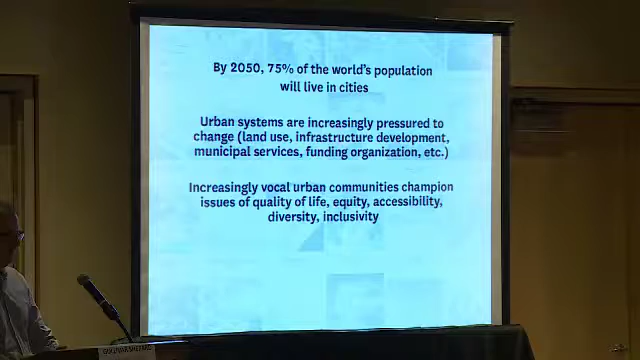 By 2050, 75% of the world's population
will live in cities
Urban systems are increasingly pressured to
change (land use, infrastructure development,
municipal services, funding organization, etc.)
Increasingly vocal urban communities champion
issues of quality of life, equity, accessibility,
diversity, inclusivity